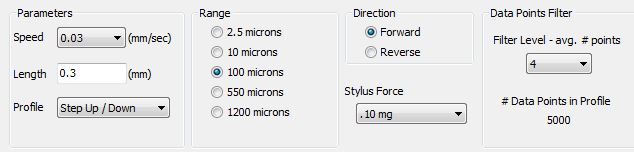 Parameters
Speed 0.03 (mm/sec)
Length 0.3 (mm)
Profile Step Up / Down
Range
2.5 microns
10 microns
100 microns
550 microns
1200 microns
Direction
Forward
Reverse
Stylus Force
.10 mg
Data Points Filter
Filter Level - avg. # points
4
# Data Points in Profile
5000